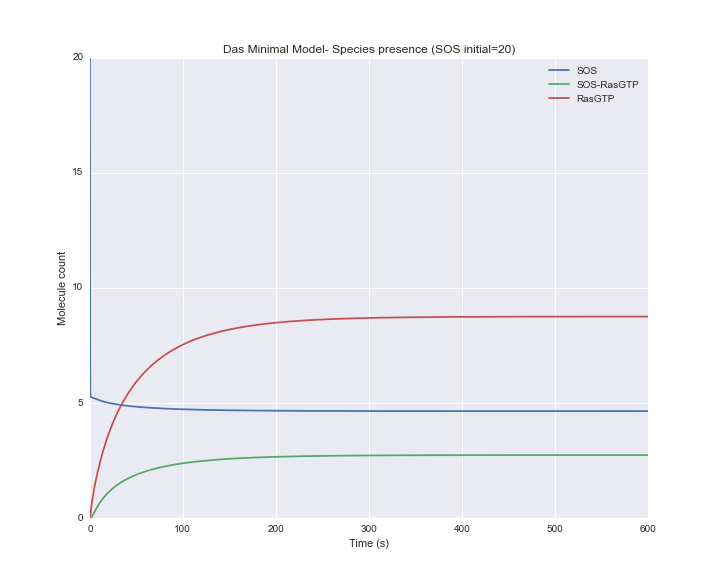 Das Minimal Model- Species presence (SOS initial=20)
SOS
SOS-RasGTP
RasGTP
20
15
10
5
0
Molecule count
0 100 200 300 400 500 600
Time (s)